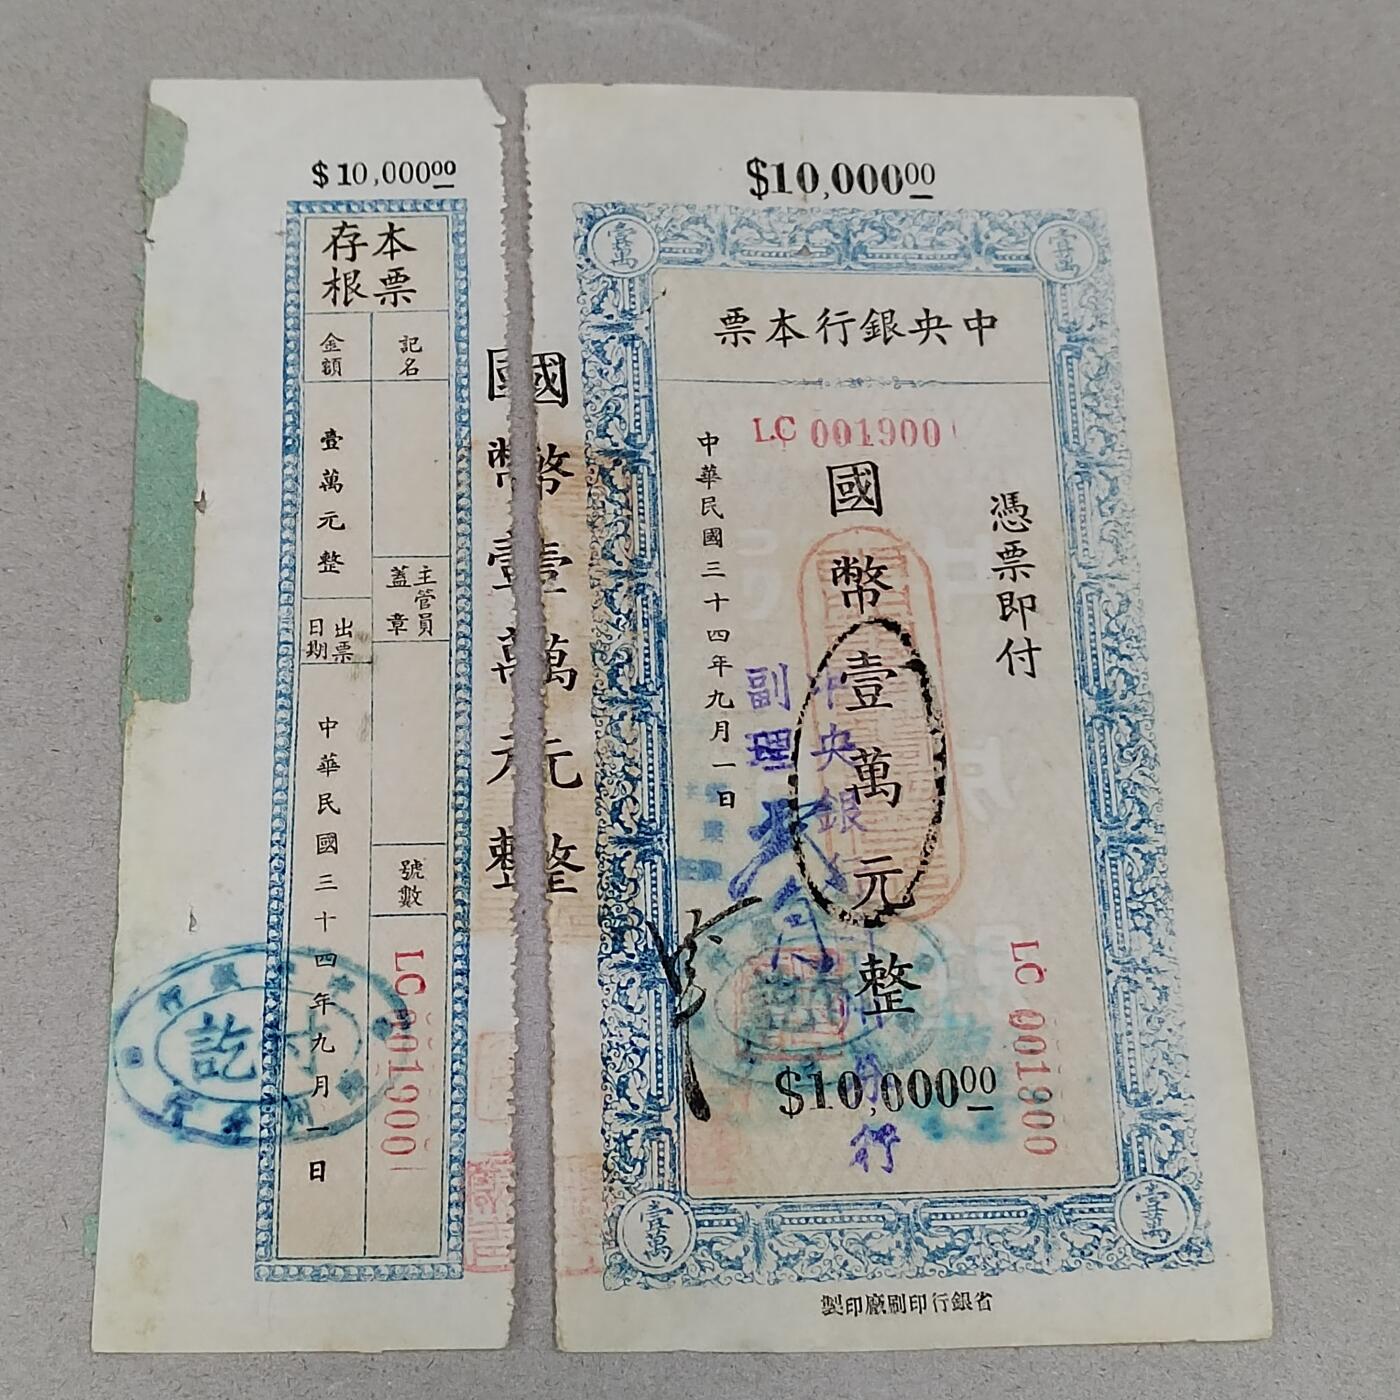 $10,000.00
本票
存根
記名
金額
壹萬元整
主管員
蓋章
出票
日期
號數
LC 001900
中華民國三十四年九月一日
付訖
國幣壹萬元整
$10,000.00
壹萬
壹萬
中央銀行本票
LC 001900
憑票即付
國幣壹萬元整
中華民國三十四年九月一日
副理
中央銀
分行
LC 001900
$10,000.00
壹萬
壹萬
省銀行印刷廠印製